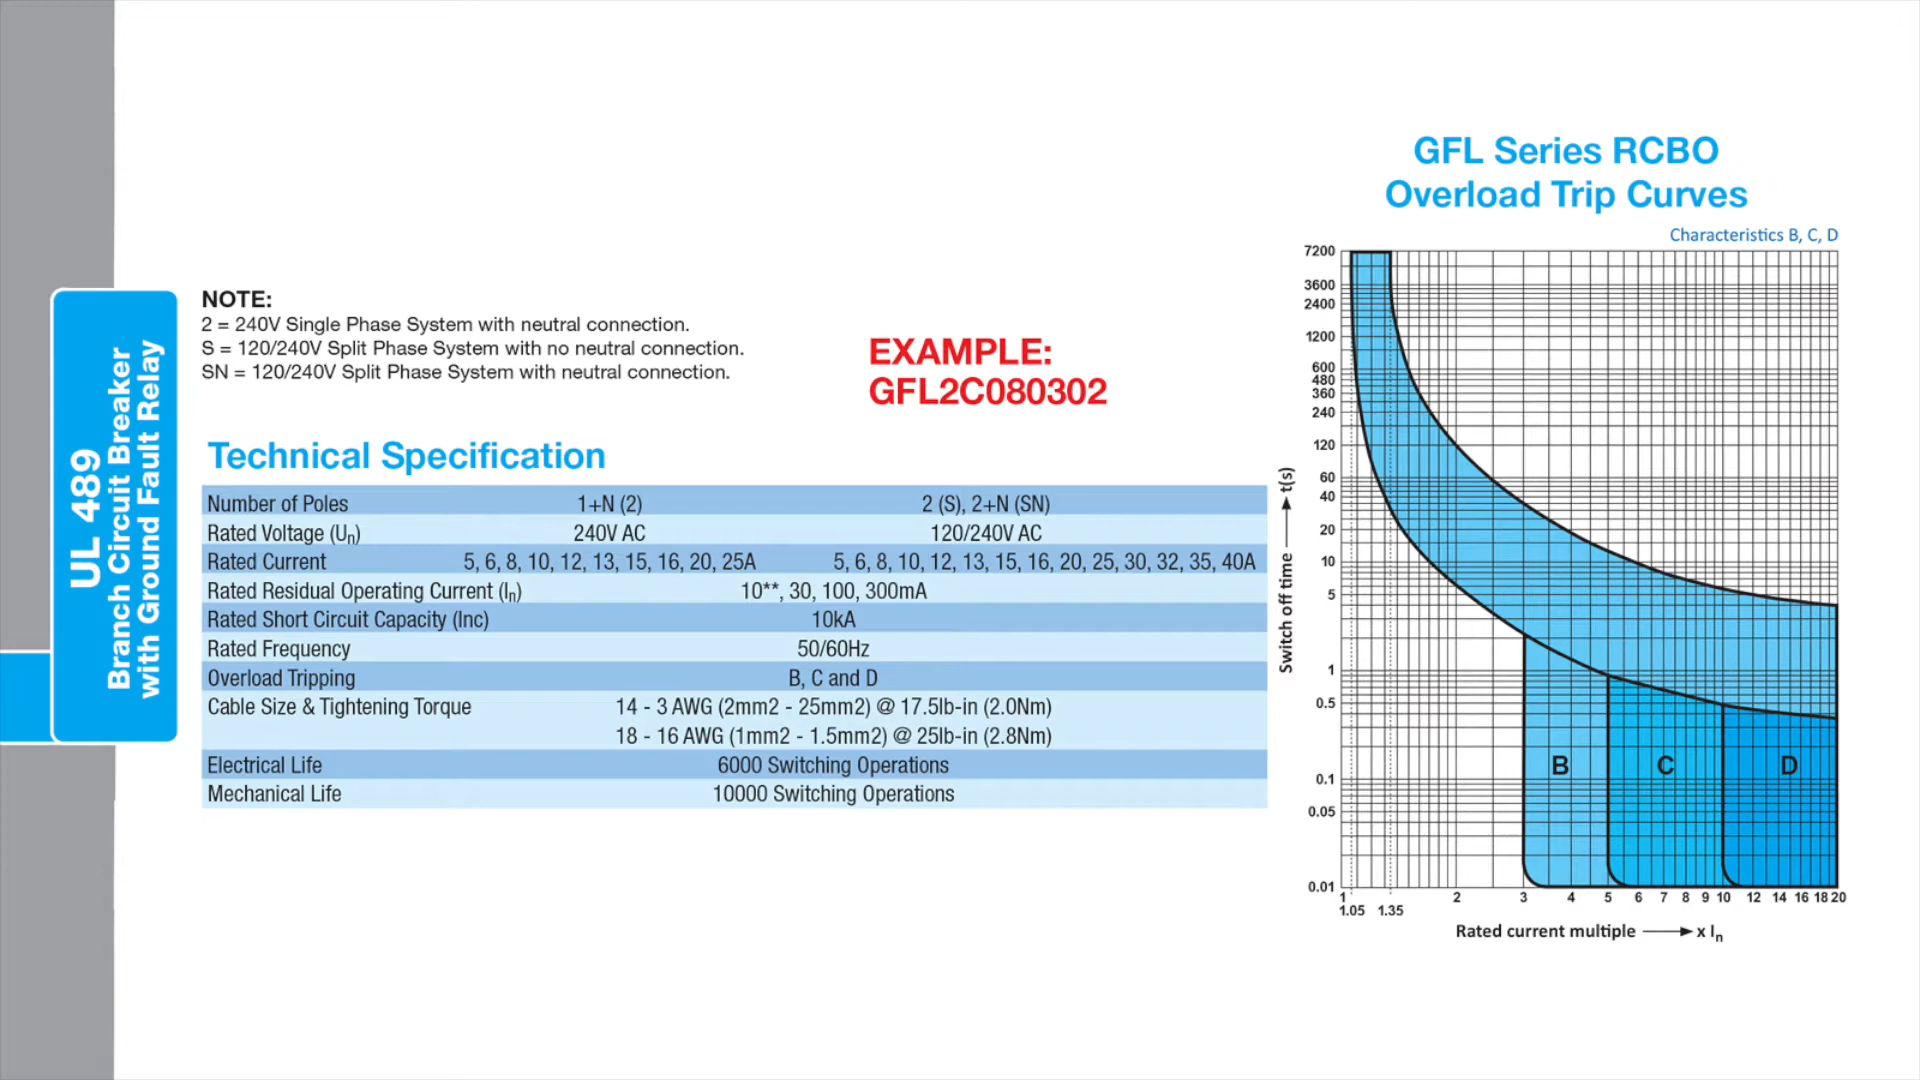 UL 489
Branch Circuit Breaker
with Ground Fault Relay
NOTE:
2 = 240V Single Phase System with neutral connection.
S = 120/240V Split Phase System with no neutral connection.
SN = 120/240V Split Phase System with neutral connection.
EXAMPLE:
GFL2C080302
Technical Specification
Number of Poles 1+N (2) 2 (S), 2+N (SN)
Rated Voltage (Un) 240V AC 120/240V AC
Rated Current 5, 6, 8, 10, 12, 13, 15, 16, 20, 25A 5, 6, 8, 10, 12, 13, 15, 16, 20, 25, 30, 32, 35, 40A
Rated Residual Operating Current (In) 10**, 30, 100, 300mA
Rated Short Circuit Capacity (Inc) 10kA
Rated Frequency 50/60Hz
Overload Tripping B, C and D
Cable Size & Tightening Torque 14 - 3 AWG (2mm2 - 25mm2) @ 17.5lb-in (2.0Nm)
18 - 16 AWG (1mm2 - 1.5mm2) @ 25lb-in (2.8Nm)
Electrical Life 6000 Switching Operations
Mechanical Life 10000 Switching Operations
GFL Series RCBO
Overload Trip Curves
Characteristics B, C, D
7200
3600
2400
1200
600
480
360
240
120
60
40
20
10
5
1
0.5
0.1
0.05
0.01
Switch off time → t(s)
B C D
1 2 3 4 5 6 7 8 9 10 12 14 16 18 20
1.05 1.35
Rated current multiple → x In